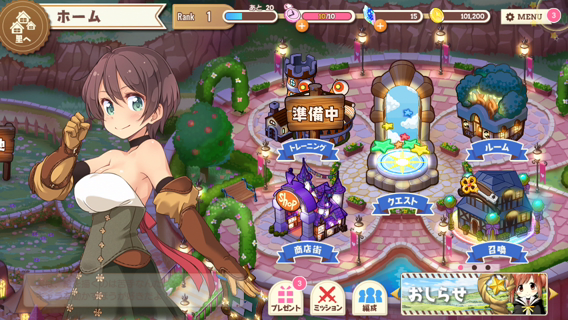 ホーム
里へ
Rank 1
あと 20
10/10
15
101,200
MENU 3
準備中
トレーニング
ルーム
クエスト
SHOP
商店街
召喚
3
プレゼント
ミッション
編成
おしらせ